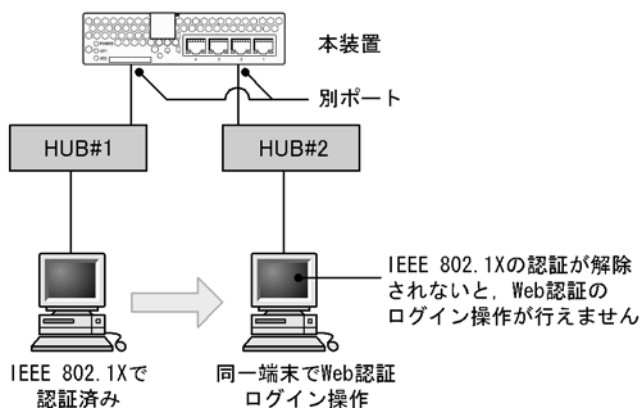 本装置
別ポート
HUB#1
HUB#2
IEEE 802.1Xの認証が解除
されないと，Web認証の
ログイン操作が行えません
IEEE 802.1Xで
認証済み
同一端末でWeb認証
ログイン操作